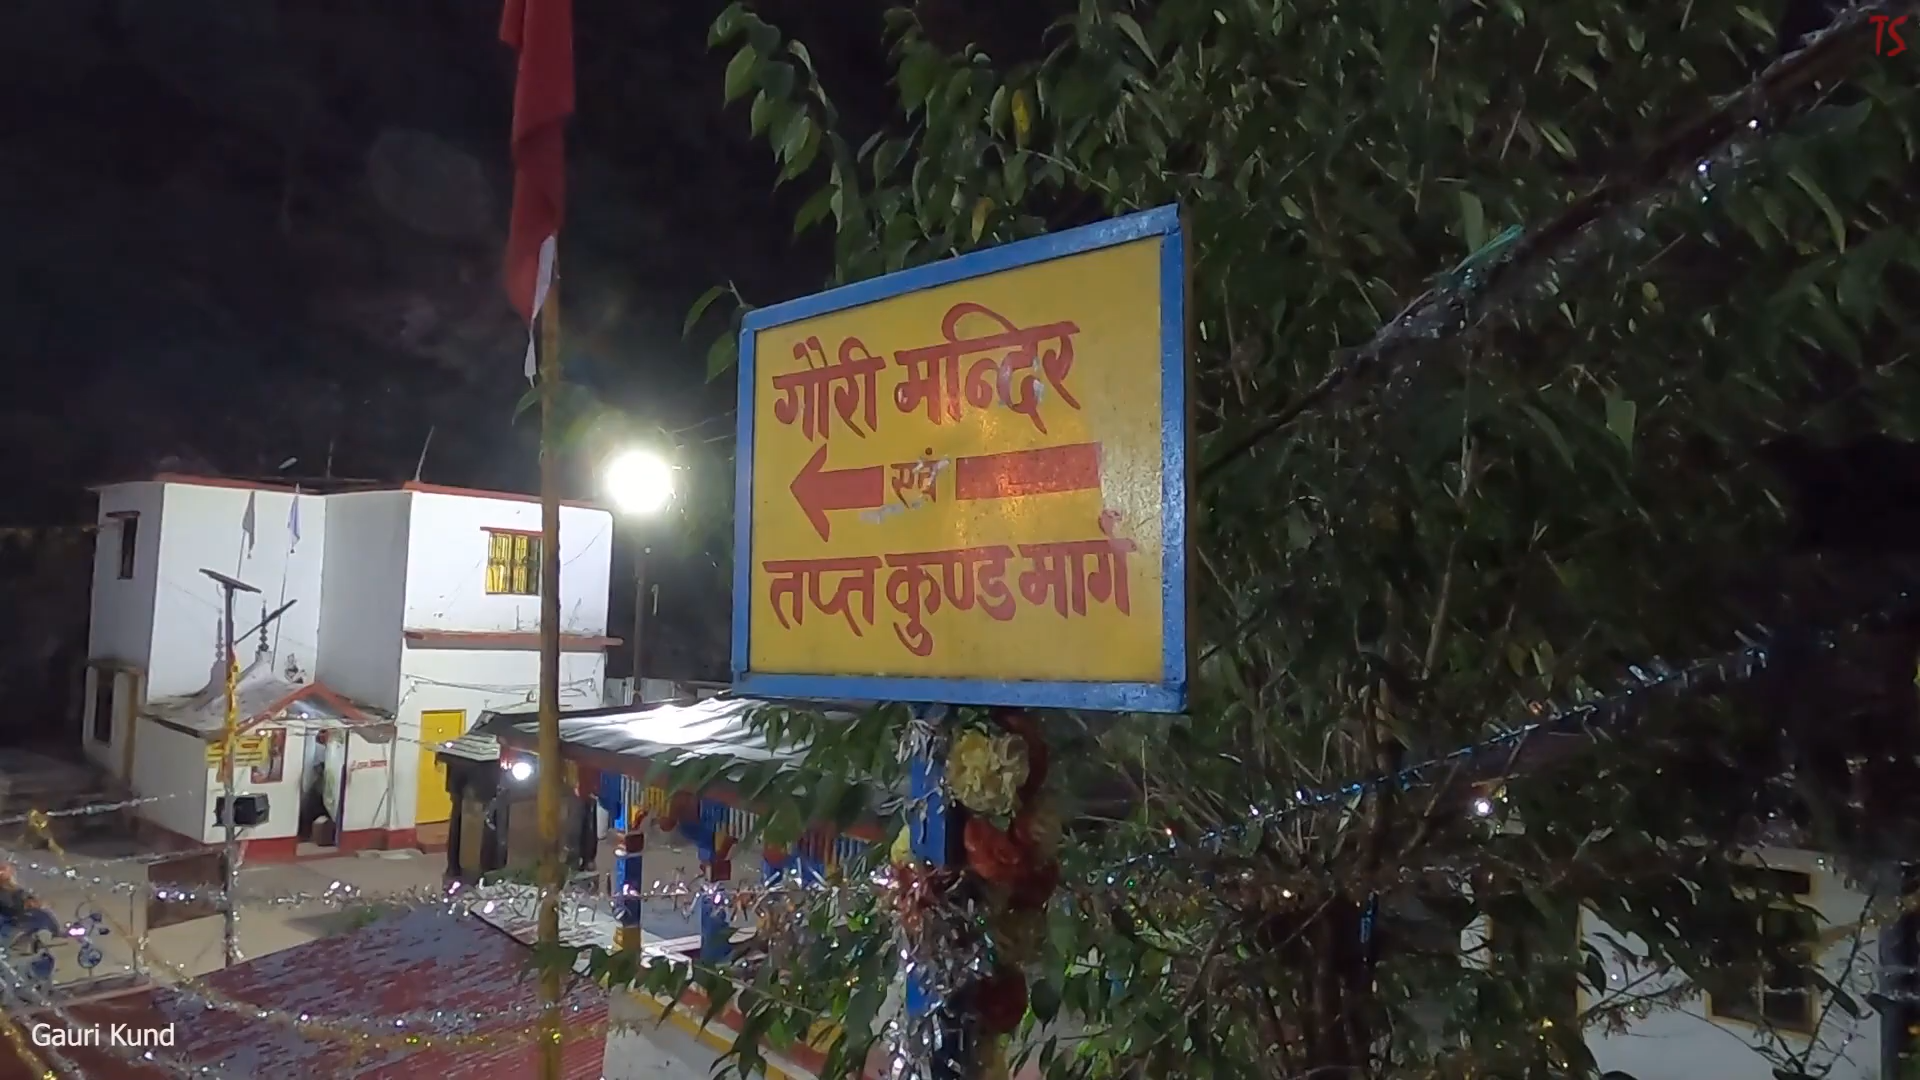 TS
गौरी मन्दिर
एवं
तप्त कुण्ड मार्ग
Gauri Kund